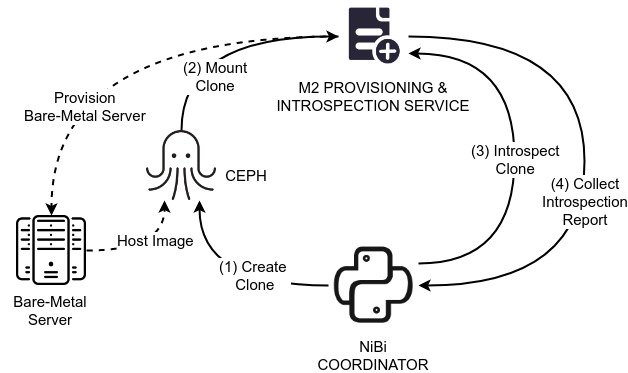 (2) Mount
Clone
M2 PROVISIONING &
INTROSPECTION SERVICE
Provision
Bare-Metal Server
(3) Introspect
Clone
CEPH
(4) Collect
Introspection
Report
Host Image
(1) Create
Clone
Bare-Metal
Server
NiBi
COORDINATOR